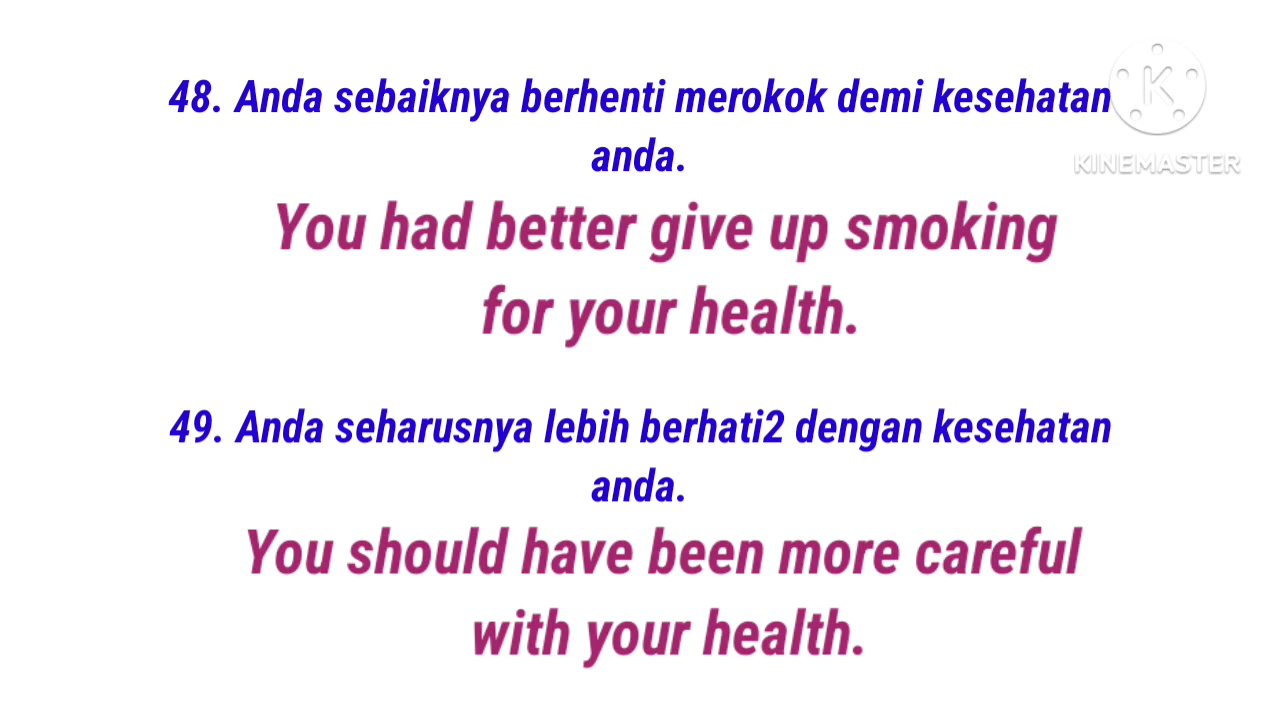 48. Anda sebaiknya berhenti merokok demi kesehatan
anda.
You had better give up smoking
for your health.
49. Anda seharusnya lebih berhati2 dengan kesehatan
anda.
You should have been more careful
with your health.
K
KINEMASTER